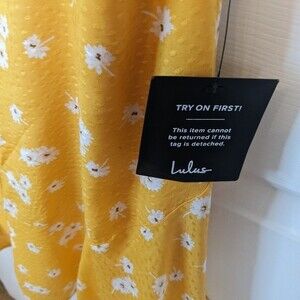 TRY ON FIRST!
This item cannot
be returned if this
tag is detached.
Lulus